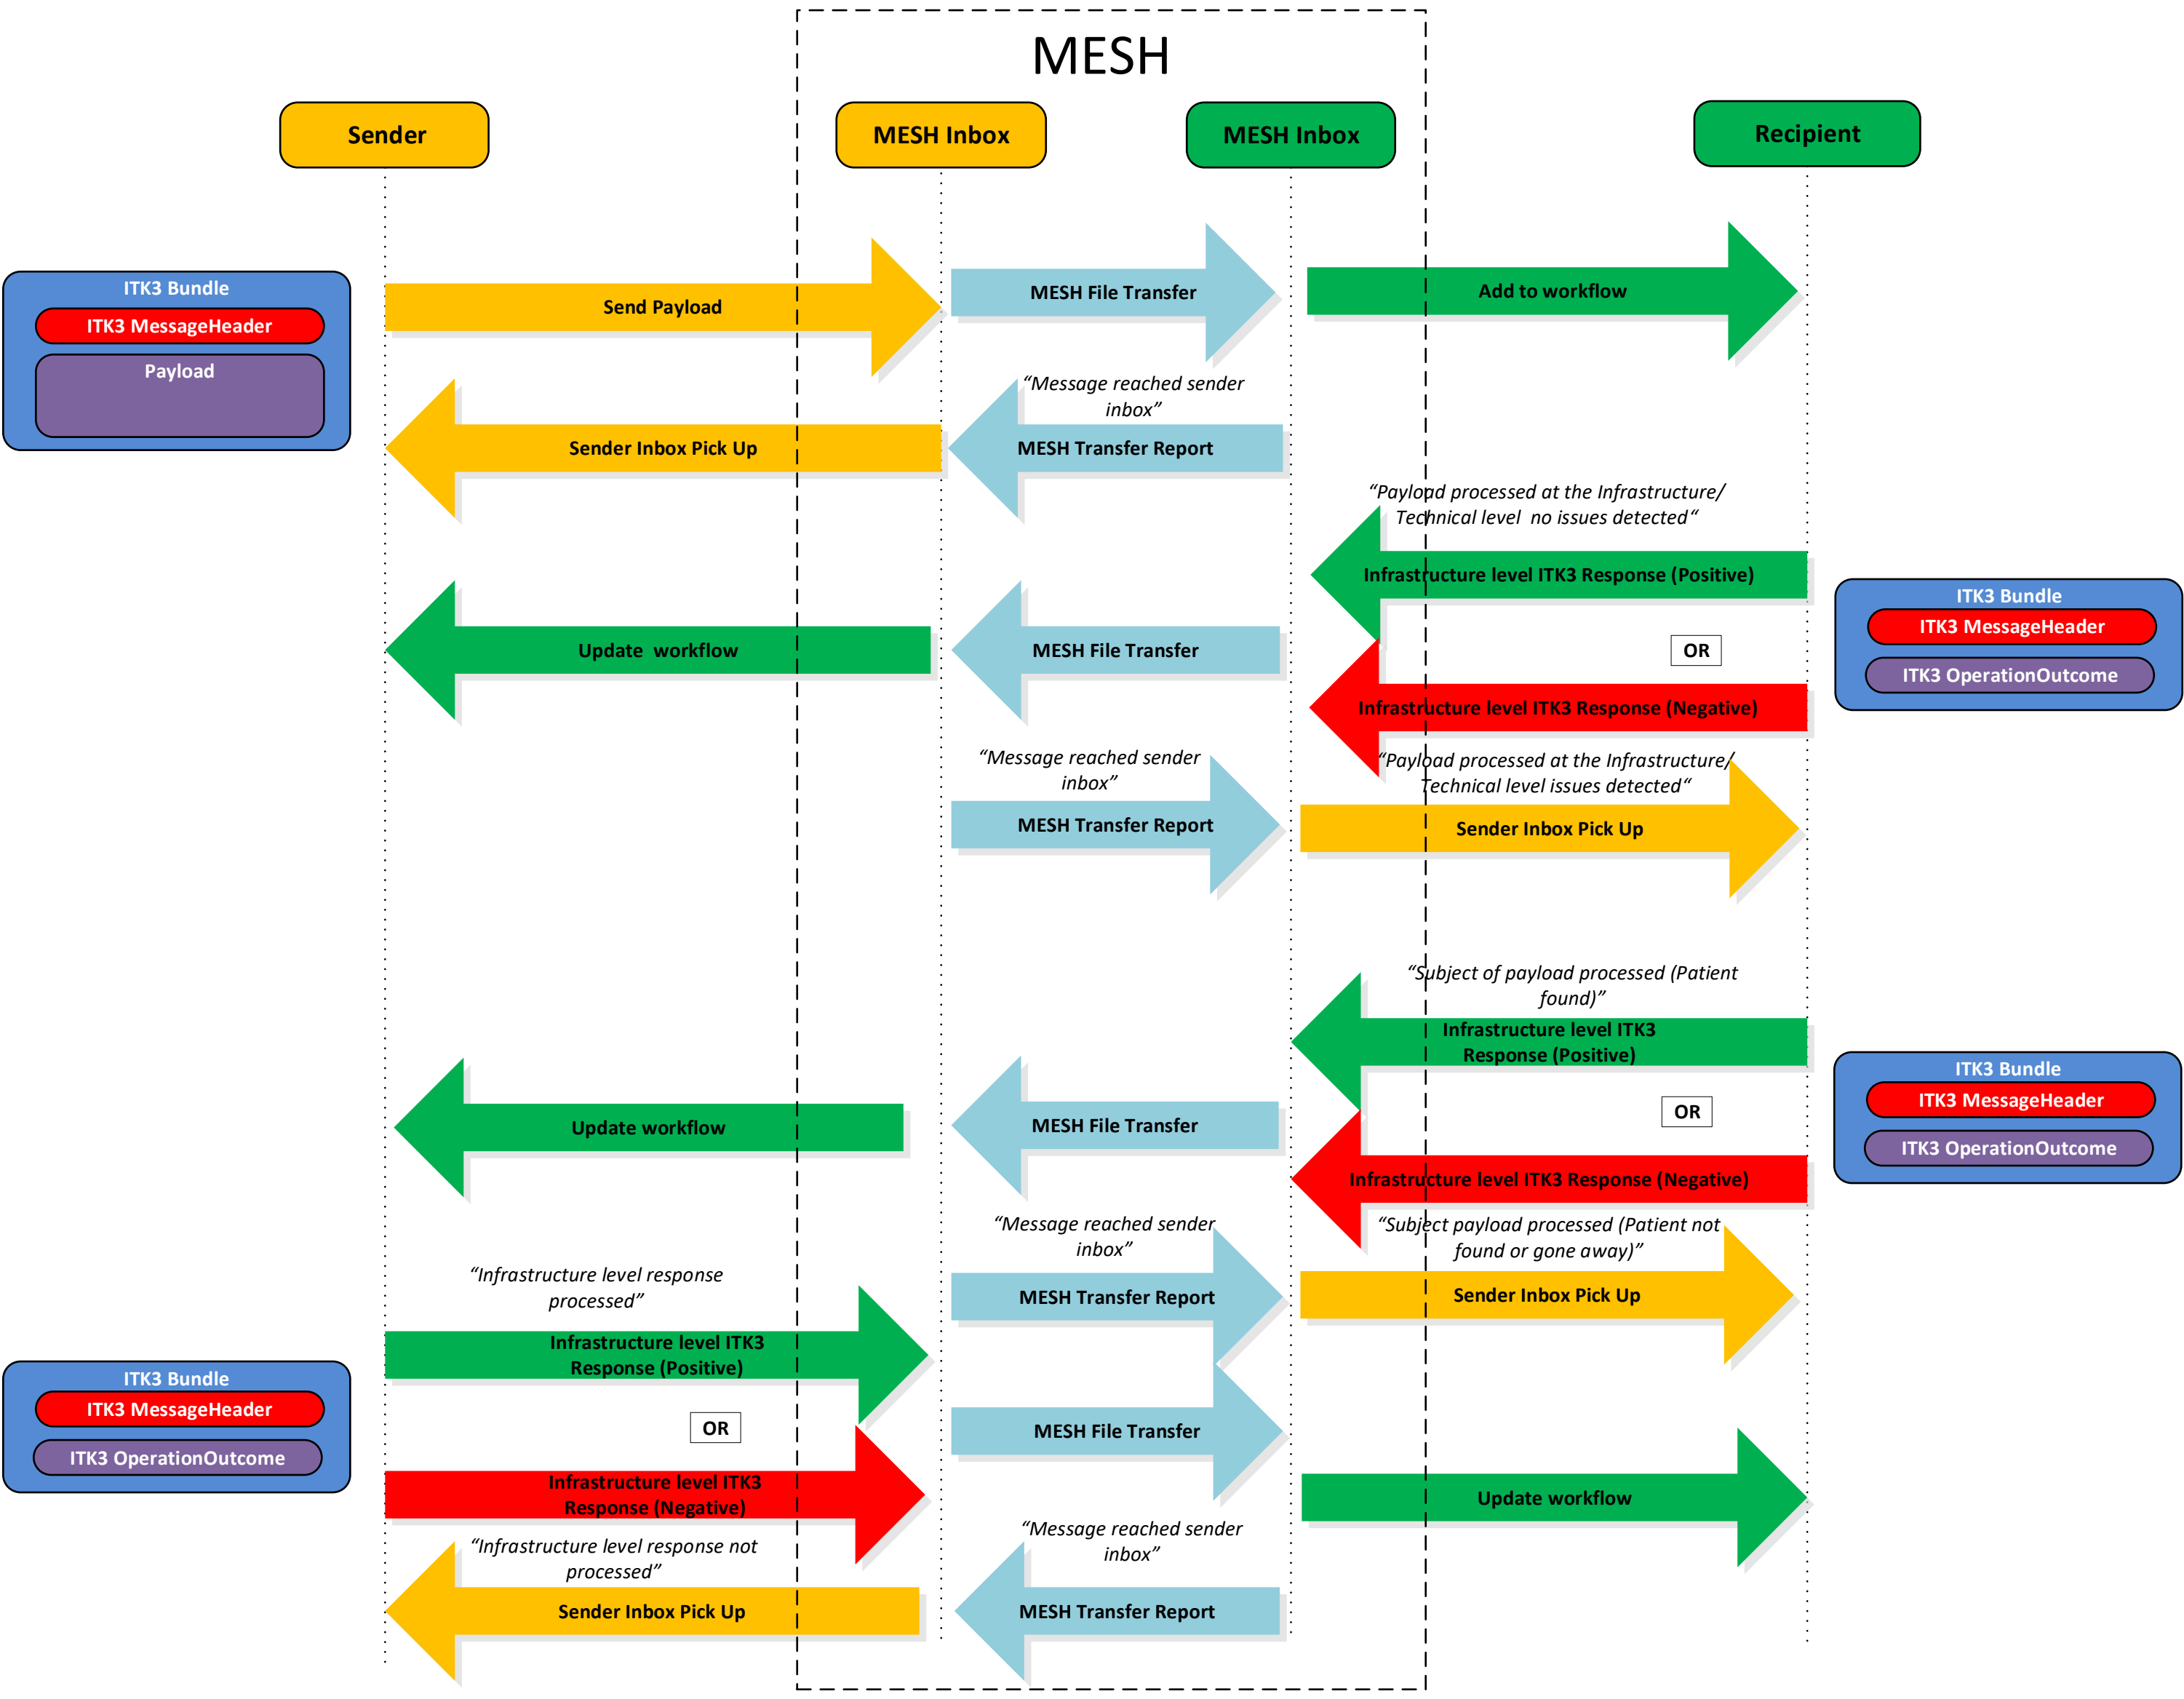 MESH
Sender
MESH Inbox
MESH Inbox
Recipient
ITK3 Bundle
ITK3 MessageHeader
Payload
Send Payload
MESH File Transfer
Add to workflow
“Message reached sender
inbox”
Sender Inbox Pick Up
MESH Transfer Report
“Payload processed at the Infrastructure/
Technical level  no issues detected“
Infrastructure level ITK3 Response (Positive)
Update  workflow
MESH File Transfer
OR
ITK3 Bundle
ITK3 MessageHeader
ITK3 OperationOutcome
Infrastructure level ITK3 Response (Negative)
“Payload processed at the Infrastructure/
Technical level issues detected“
“Message reached sender
inbox”
MESH Transfer Report
Sender Inbox Pick Up
“Subject of payload processed (Patient
found)”
Infrastructure level ITK3
Response (Positive)
Update workflow
MESH File Transfer
OR
ITK3 Bundle
ITK3 MessageHeader
ITK3 OperationOutcome
Infrastructure level ITK3 Response (Negative)
“Subject payload processed (Patient not
found or gone away)”
“Message reached sender
inbox”
MESH Transfer Report
Sender Inbox Pick Up
“Infrastructure level response
processed”
Infrastructure level ITK3
Response (Positive)
ITK3 Bundle
ITK3 MessageHeader
ITK3 OperationOutcome
OR
MESH File Transfer
Infrastructure level ITK3
Response (Negative)
Update workflow
“Infrastructure level response not
processed”
“Message reached sender
inbox”
Sender Inbox Pick Up
MESH Transfer Report